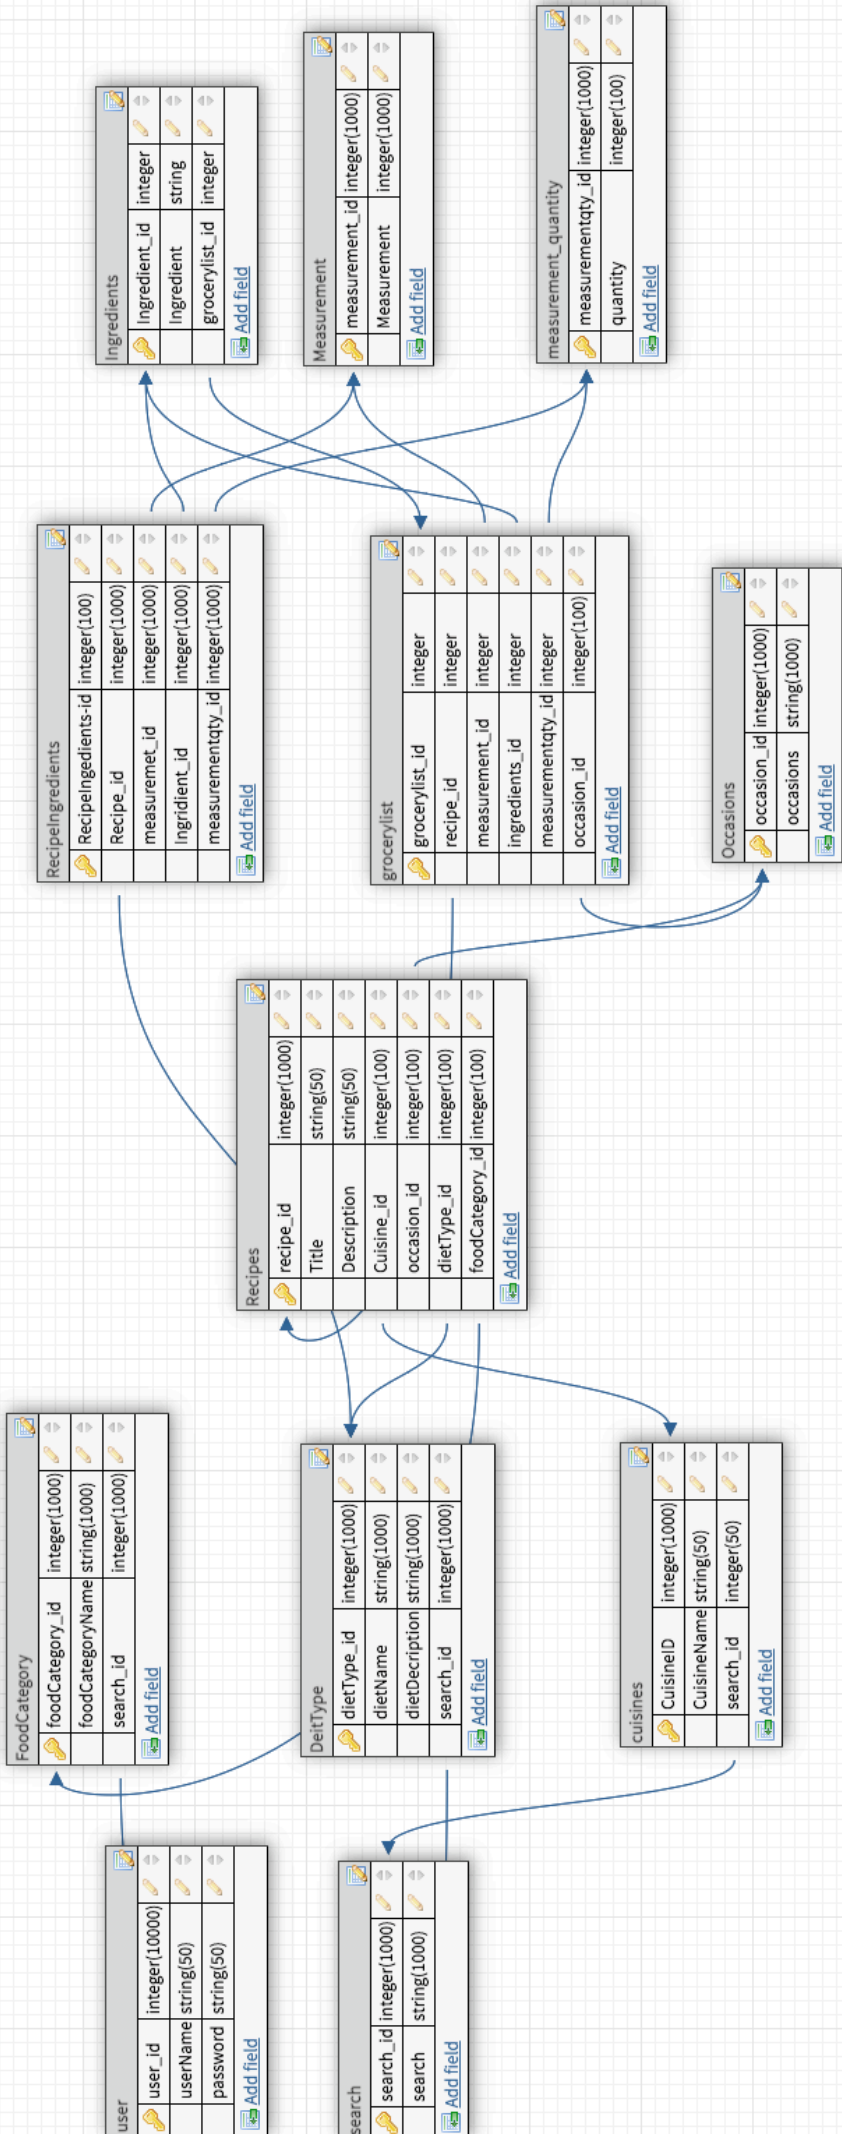 Ingredients
Ingredient_id integer
Ingredient string
grocerylist_id integer
Add field
Measurement
measurement_id integer(1000)
Measurement integer(1000)
Add field
measurement_quantity
measurementqty_id integer(1000)
quantity integer(100)
Add field
RecipeIngredients
RecipeIngedients-id integer(100)
Recipe_id integer(1000)
measuremet_id integer(1000)
Ingridient_id integer(1000)
measurementqty_id integer(1000)
Add field
grocerylist
grocerylist_id integer
recipe_id integer
measurement_id integer
ingredients_id integer
measurementqty_id integer
occasion_id integer(100)
Add field
Occasions
occasion_id integer(1000)
occasions string(1000)
Add field
Recipes
recipe_id integer(1000)
Title string(50)
Description string(50)
Cuisine_id integer(100)
occasion_id integer(100)
dietType_id integer(100)
foodCategory_id integer(100)
Add field
FoodCategory
foodCategory_id integer(1000)
foodCategoryName string(1000)
search_id integer(1000)
Add field
DeitType
dietType_id integer(1000)
dietName string(1000)
dietDecription string(1000)
search_id integer(1000)
Add field
cuisines
CuisineID integer(1000)
CuisineName string(50)
search_id integer(50)
Add field
user
user_id integer(10000)
userName string(50)
password string(50)
Add field
search
search_id integer(1000)
search string(1000)
Add field